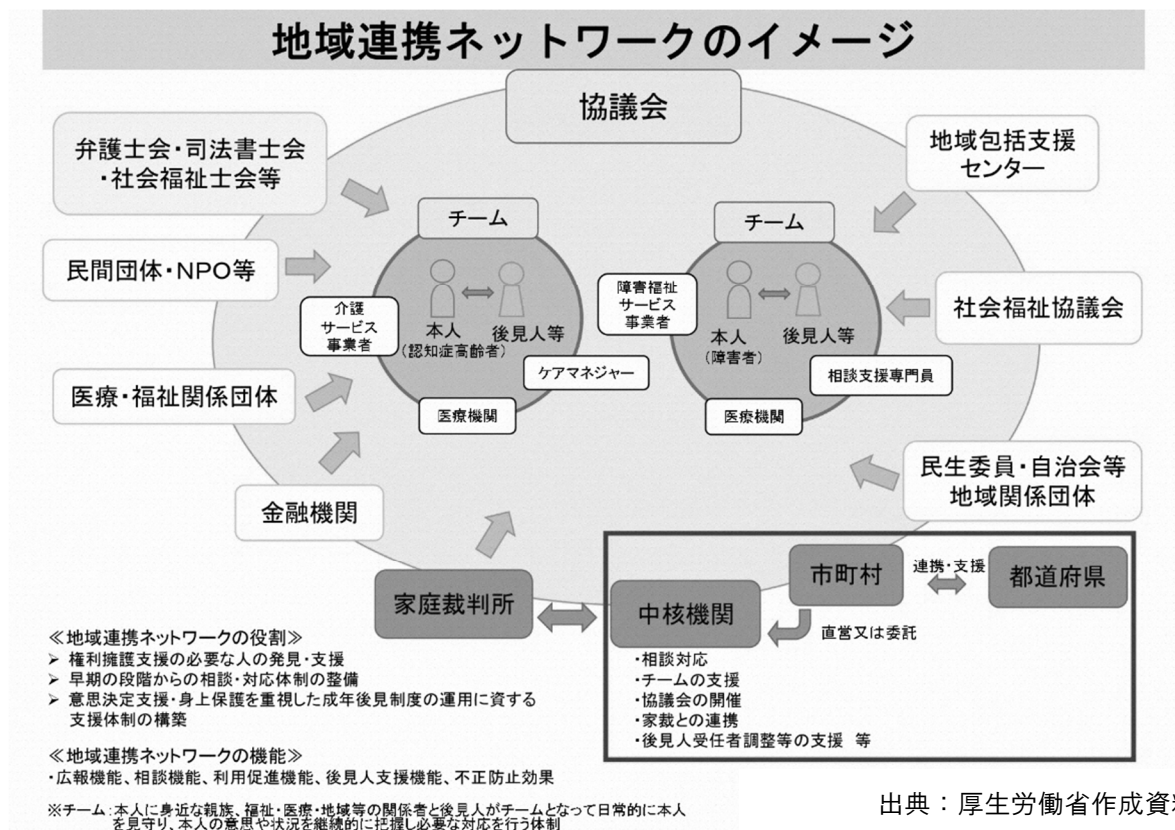 地域連携ネットワークのイメージ
協議会
弁護士会・司法書士会
・社会福祉士会等
地域包括支援
センター
チーム
チーム
民間団体・NPO等
介護
サービス
事業者
本人
(認知症高齢者)
後見人等
障害福祉
サービス
事業者
本人
(障害者)
後見人等
社会福祉協議会
医療・福祉関係団体
ケアマネジャー
医療機関
相談支援専門員
医療機関
金融機関
民生委員・自治会等
地域関係団体
家庭裁判所
中核機関
市町村
連携・支援
都道府県
直営又は委託
・相談対応
・チームの支援
・協議会の開催
・家裁との連携
・後見人受任者調整等の支援 等
≪地域連携ネットワークの役割≫
➢ 権利擁護支援の必要な人の発見・支援
➢ 早期の段階からの相談・対応体制の整備
➢ 意思決定支援・身上保護を重視した成年後見制度の運用に資する
支援体制の構築
≪地域連携ネットワークの機能≫
・広報機能、相談機能、利用促進機能、後見人支援機能、不正防止効果
※チーム:本人に身近な親族、福祉・医療・地域等の関係者と後見人がチームとなって日常的に本人
を見守り、本人の意思や状況を継続的に把握し必要な対応を行う体制
出典：厚生労働省作成資